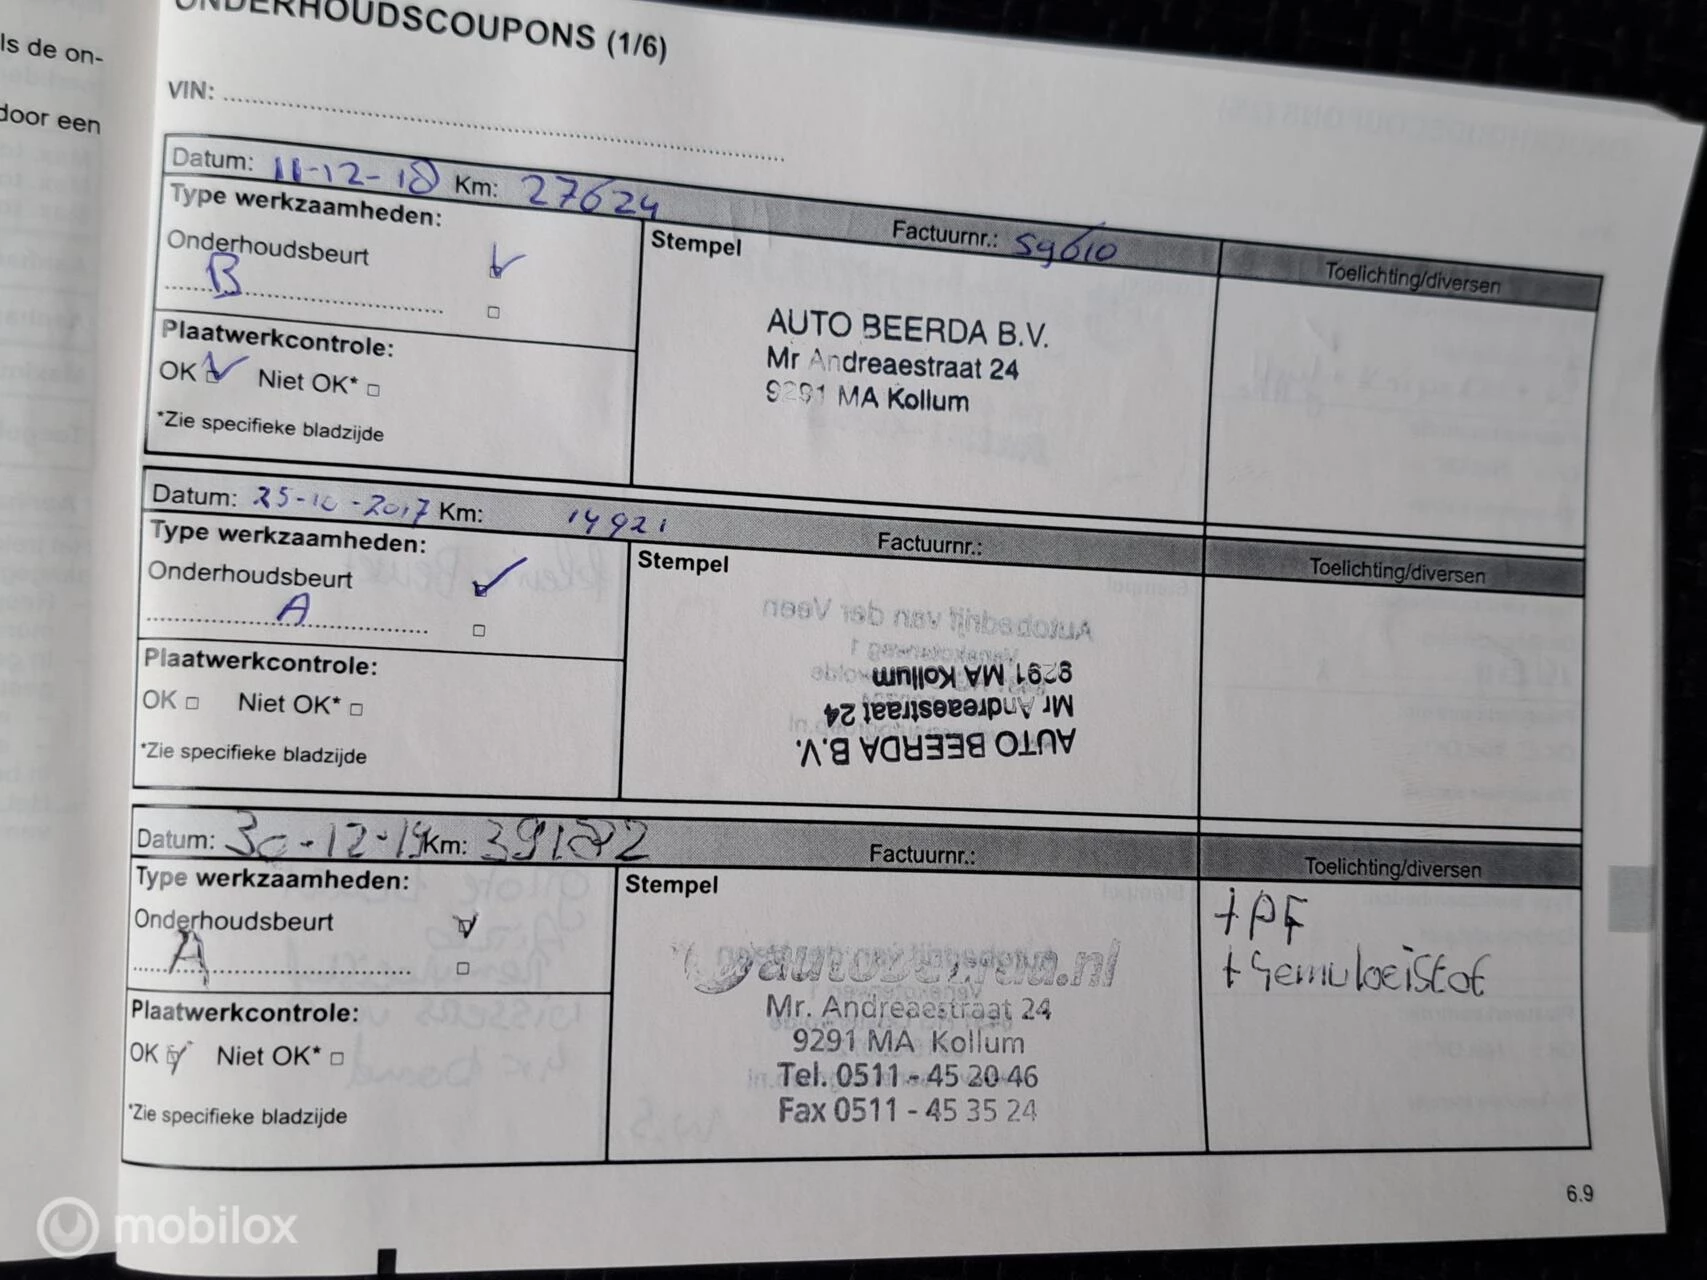 ls de on-
door een
ONDERHOUDSCOUPONS (1/6)
VIN:
Datum: 11-12-18 Km: 27624
Factuurnr.: 59610
Toelichting/diversen
Type werkzaamheden:
Stempel
Onderhoudsbeurt
B
Plaatwerkcontrole:
OK Niet OK*
*Zie specifieke bladzijde
AUTO BEERDA B.V.
Mr Andreaestraat 24
9291 MA Kollum
Datum: 25-10-2017 Km: 14921
Factuurnr.:
Toelichting/diversen
Type werkzaamheden:
Stempel
Onderhoudsbeurt
A
Plaatwerkcontrole:
OK Niet OK*
*Zie specifieke bladzijde
AUTO BEERDA B.V.
Mr Andreaestraat 24
9291 MA Kollum
Datum: 30-12-19 Km: 39182
Factuurnr.:
Toelichting/diversen
Type werkzaamheden:
Stempel
Onderhoudsbeurt
A
Plaatwerkcontrole:
OK Niet OK*
*Zie specifieke bladzijde
autobeerda.nl
Mr. Andreaestraat 24
9291 MA Kollum
Tel. 0511 - 45 20 46
Fax 0511 - 45 35 24
+ PF
+ remvloeistof
6.9
mobilox